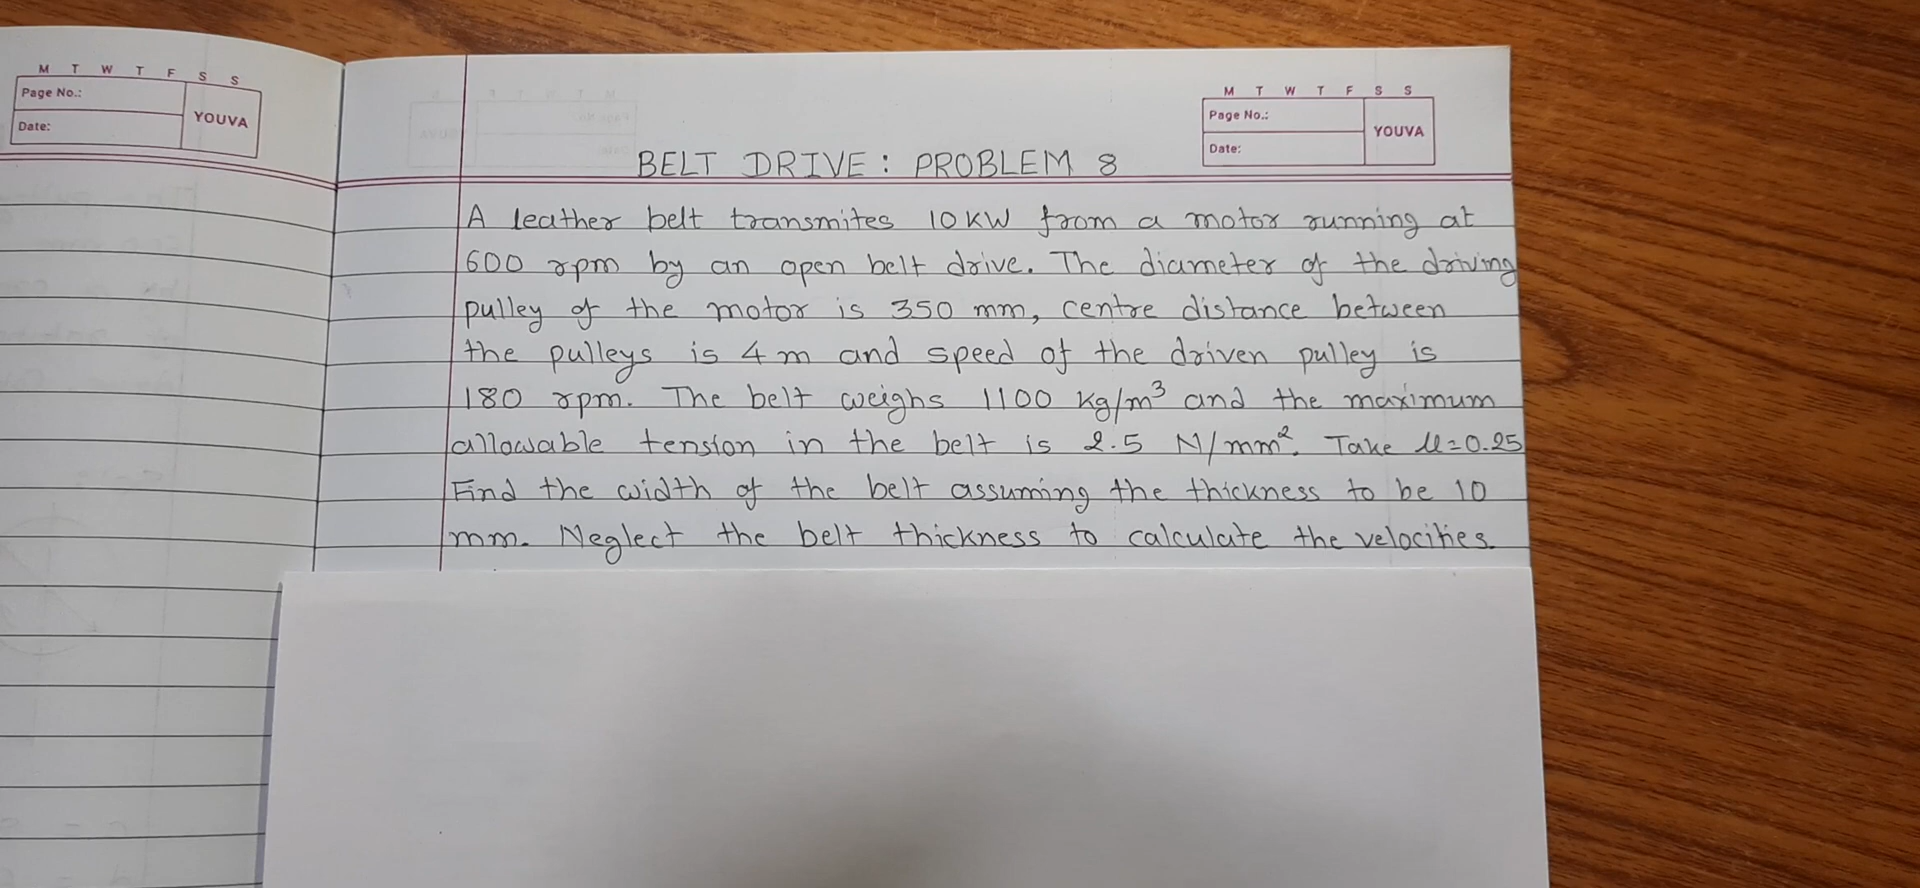 M T W T F S S
Page No.:
Date:
YOUVA
M T W T F S S
Page No.:
Date:
YOUVA
BELT DRIVE: PROBLEM 8
A leather belt transmites 10 KW from a motor running at
600 rpm by an open belt drive. The diameter of the driving
pulley of the motor is 350 mm, centre distance between
the pulleys is 4 m and speed of the driven pulley is
180 rpm. The belt weighs 1100 kg/m³ and the maximum
allowable tension in the belt is 2.5 N/mm². Take μ=0.25
Find the width of the belt assuming the thickness to be 10
mm. Neglect the belt thickness to calculate the velocities.